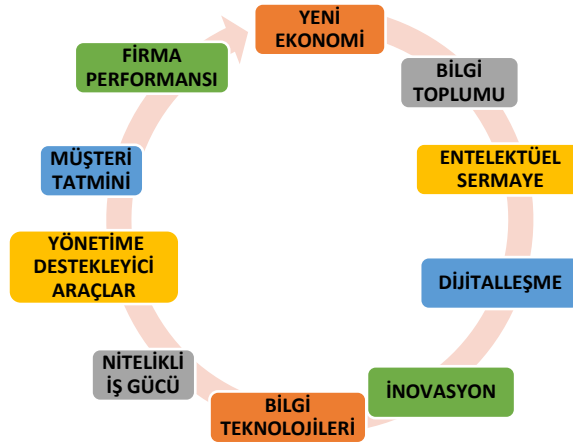 YENİ
EKONOMİ
BİLGİ
TOPLUMU
ENTELEKTÜEL
SERMAYE
DİJİTALLEŞME
İNOVASYON
BİLGİ
TEKNOLOJİLERİ
NİTELİKLİ
İŞ GÜCÜ
YÖNETİME
DESTEKLEYİCİ
ARAÇLAR
MÜŞTERİ
TATMİNİ
FİRMA
PERFORMANSI